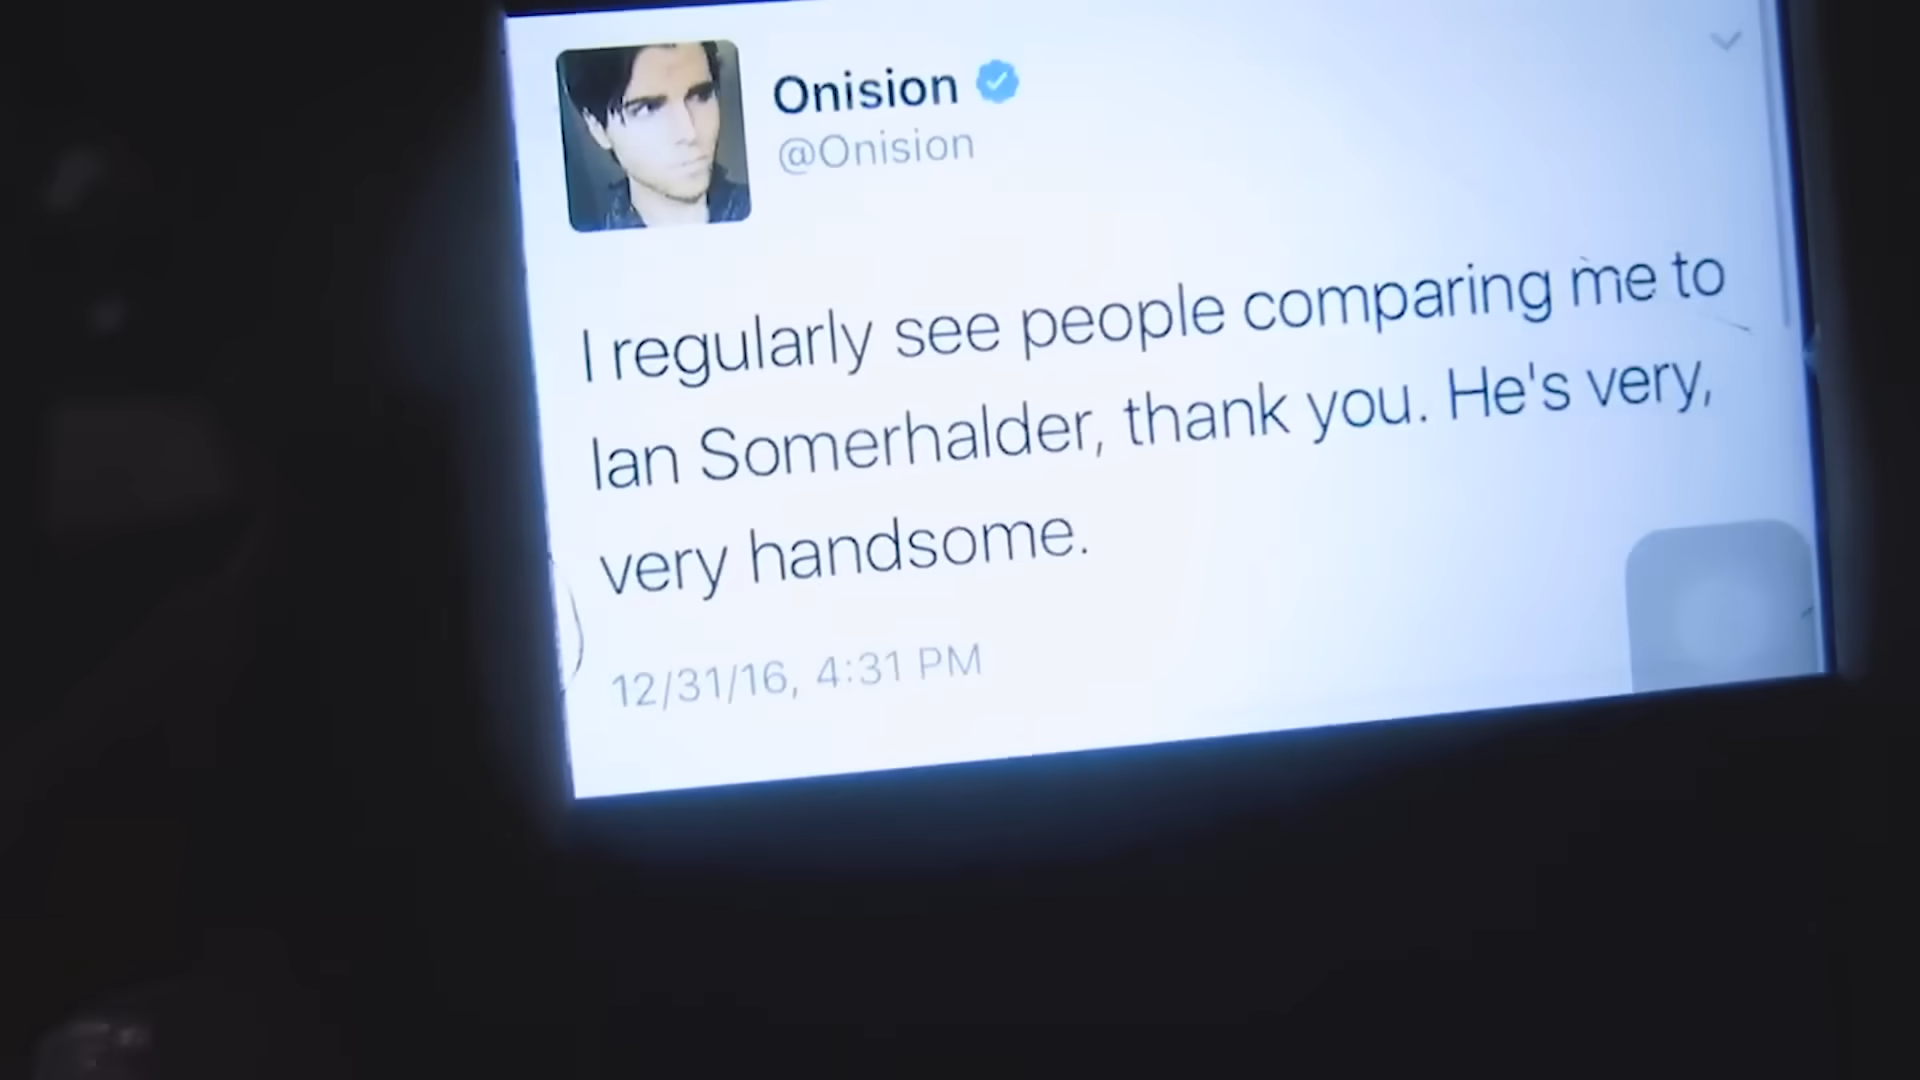 Onision
@Onision
I regularly see people comparing me to
Ian Somerhalder, thank you. He's very,
very handsome.
12/31/16, 4:31 PM